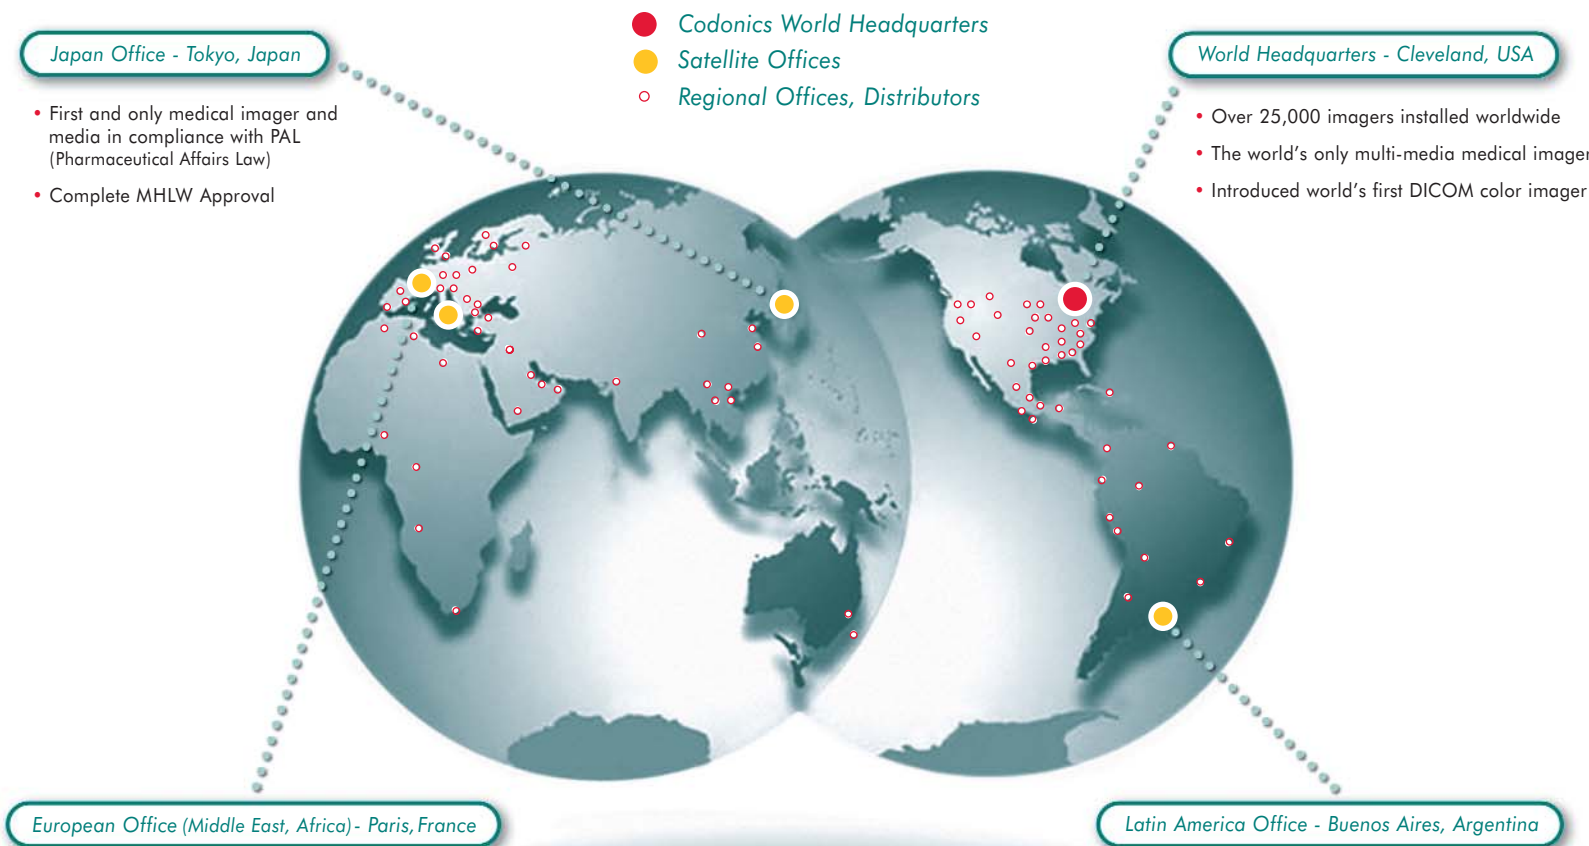 Codonics World Headquarters
Satellite Offices
Regional Offices, Distributors
Japan Office - Tokyo, Japan
• First and only medical imager and
media in compliance with PAL
(Pharmaceutical Affairs Law)
• Complete MHLW Approval
World Headquarters - Cleveland, USA
• Over 25,000 imagers installed worldwide
• The world's only multi-media medical imager
• Introduced world's first DICOM color imager
European Office (Middle East, Africa) - Paris, France
Latin America Office - Buenos Aires, Argentina